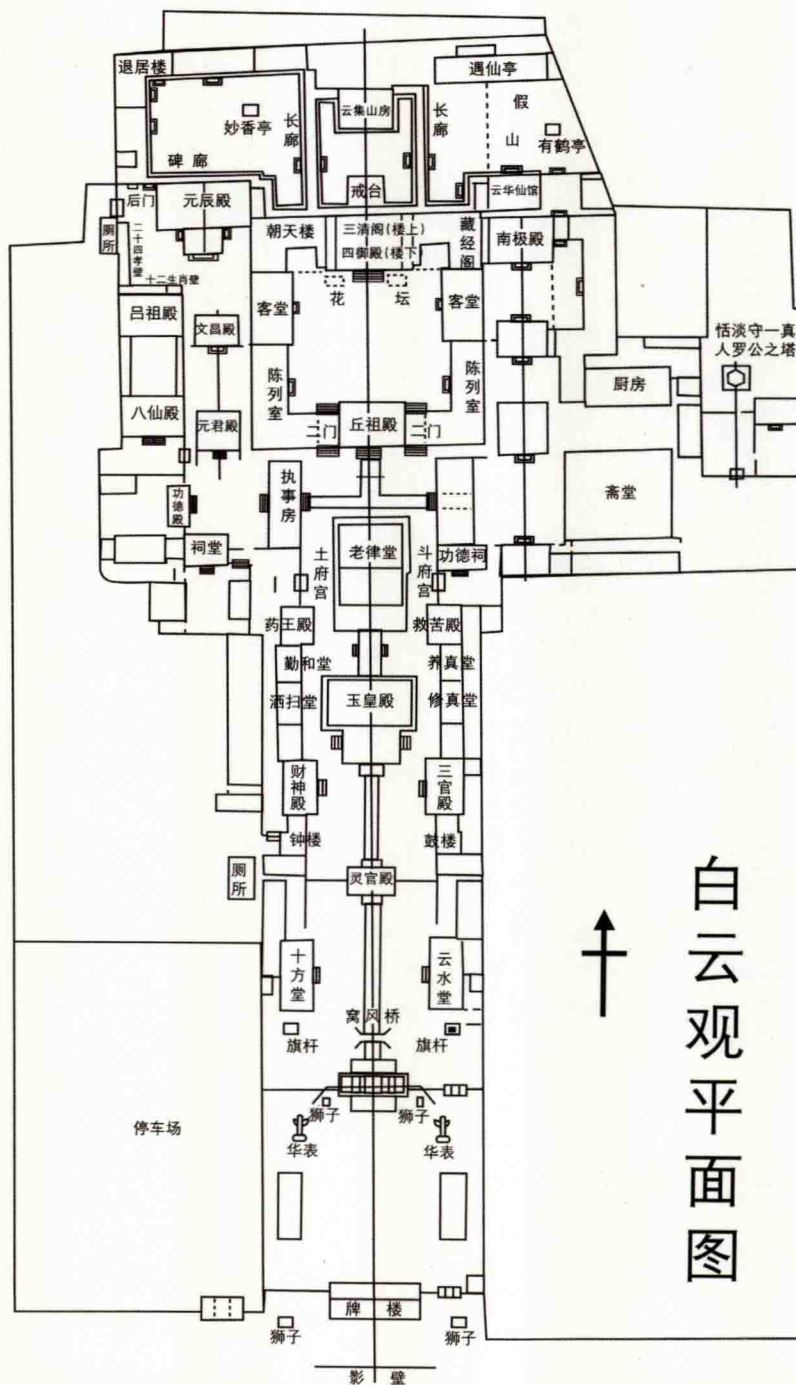 退居楼
遇仙亭
云集山房
妙香亭
长廊
长廊
假山
有鹤亭
碑廊
戒台
云华仙馆
后门
元辰殿
厕所
二十四孝壁
十二生肖壁
朝天楼
三清阁(楼上)
四御殿(楼下)
藏经阁
南极殿
花坛
客堂
客堂
吕祖殿
文昌殿
恬淡守一真
人罗公之塔
陈列室
陈列室
厨房
八仙殿
元君殿
二门
丘祖殿
二门
执事房
功德殿
斋堂
祠堂
土府宫
老律堂
斗府宫
功德祠
药王殿
救苦殿
勤和堂
养真堂
洒扫堂
玉皇殿
修真堂
财神殿
三官殿
钟楼
鼓楼
厕所
灵官殿
十方堂
云水堂
窝风桥
旗杆
旗杆
狮子
狮子
停车场
华表
华表
牌楼
狮子
狮子
影壁
白云观平面图